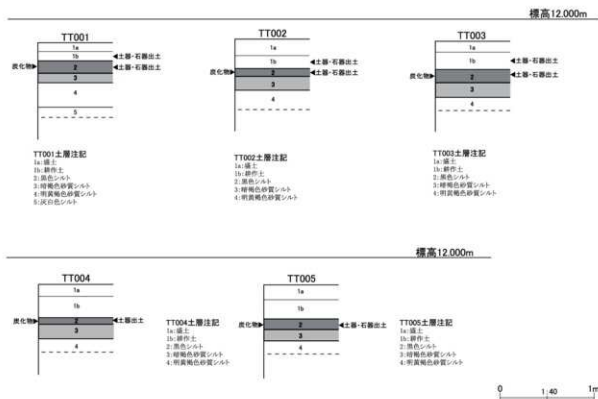 標高12.000m
TT001
1a
1b
2
3
4
5
炭化物
土器・石器出土
土器・石器出土
TT001土層注記
1a:盛土
1b:耕作土
2:黒色シルト
3:暗褐色砂質シルト
4:明黄褐色砂質シルト
5:灰白色シルト
TT002
1a
1b
2
3
4
炭化物
土器・石器出土
土器・石器出土
TT002土層注記
1a:盛土
1b:耕作土
2:黒色シルト
3:暗褐色砂質シルト
4:明黄褐色砂質シルト
TT003
1a
1b
2
3
4
炭化物
土器・石器出土
土器・石器出土
TT003土層注記
1a:盛土
1b:耕作土
2:黒色シルト
3:暗褐色砂質シルト
4:明黄褐色砂質シルト
標高12.000m
TT004
1a
1b
2
3
4
炭化物
土器出土
TT004土層注記
1a:盛土
1b:耕作土
2:黒色シルト
3:暗褐色砂質シルト
4:明黄褐色砂質シルト
TT005
1a
1b
2
3
4
炭化物
土器・石器出土
TT005土層注記
1a:盛土
1b:耕作土
2:黒色シルト
3:暗褐色砂質シルト
4:明黄褐色砂質シルト
0 1:40 1m